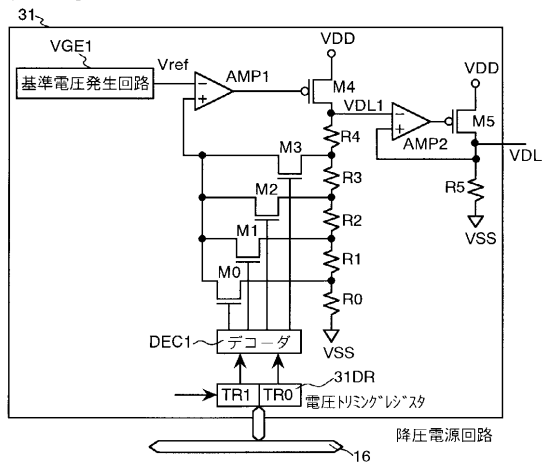 31
VGE1
基準電圧発生回路
Vref
AMP1
VDD
M4
VDL1
VDD
AMP2
M5
VDL
R4
M3
R3
M2
R2
M1
R1
M0
R0
R5
VSS
VSS
DEC1
デコーダ
31DR
TR1
TR0
電圧トリミングレジスタ
降圧電源回路
16